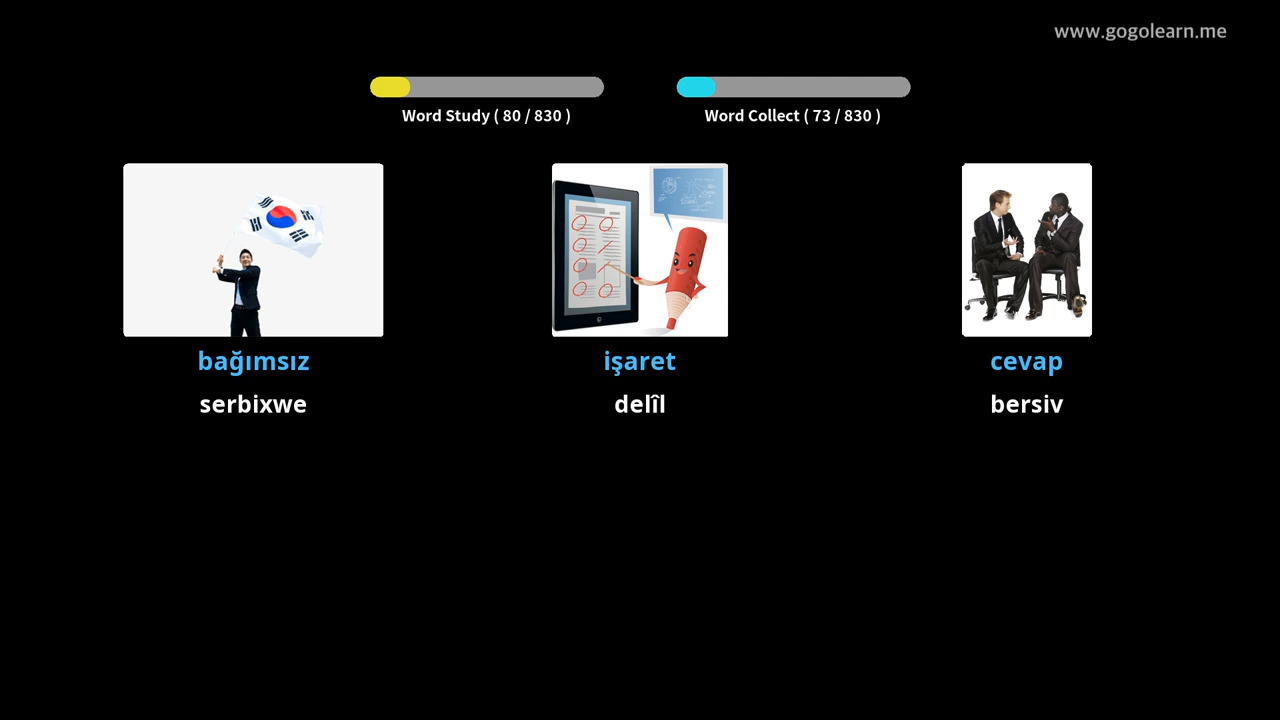 www.gogolearn.me
Word Study ( 80 / 830 )
Word Collect ( 73 / 830 )
bağımsız
işaret
cevap
serbixwe
delîl
bersiv